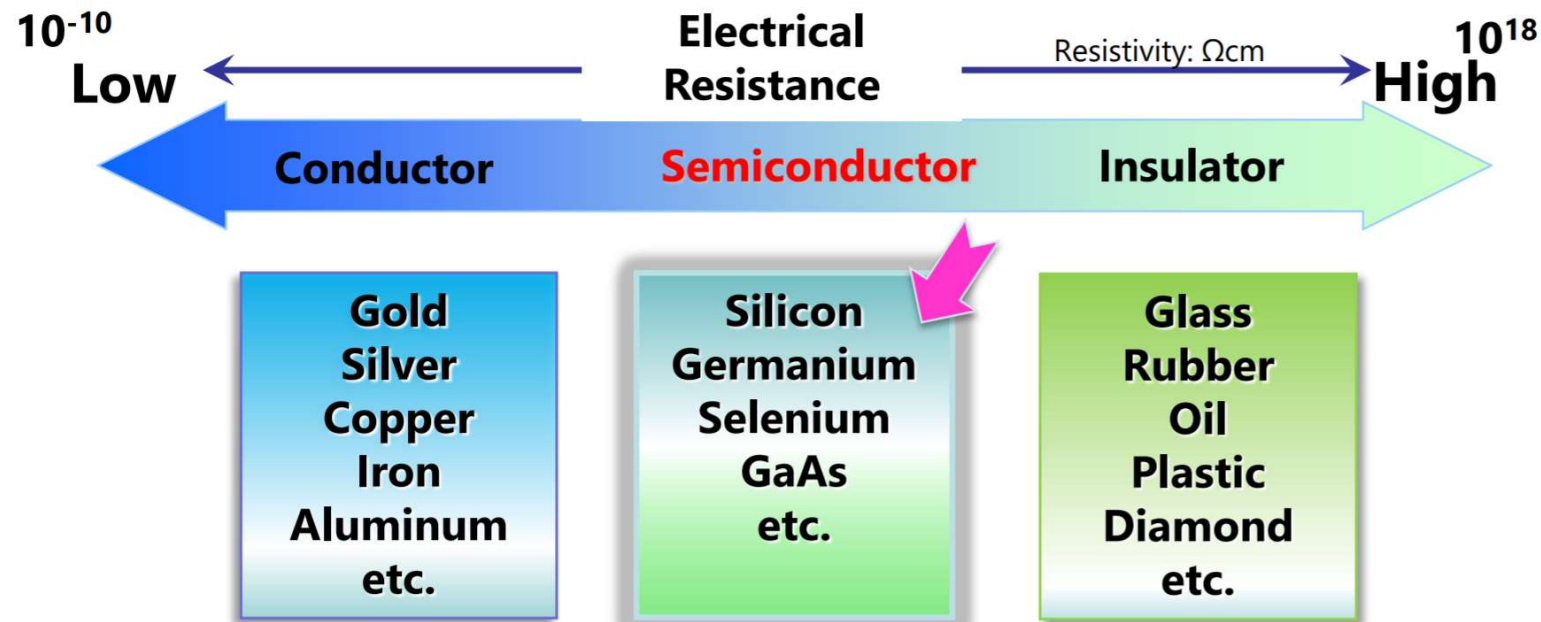 10⁻¹⁰
Low
Electrical
Resistance
Resistivity: Ωcm
10¹⁸
High
Conductor
Semiconductor
Insulator
Gold
Silver
Copper
Iron
Aluminum
etc.
Silicon
Germanium
Selenium
GaAs
etc.
Glass
Rubber
Oil
Plastic
Diamond
etc.